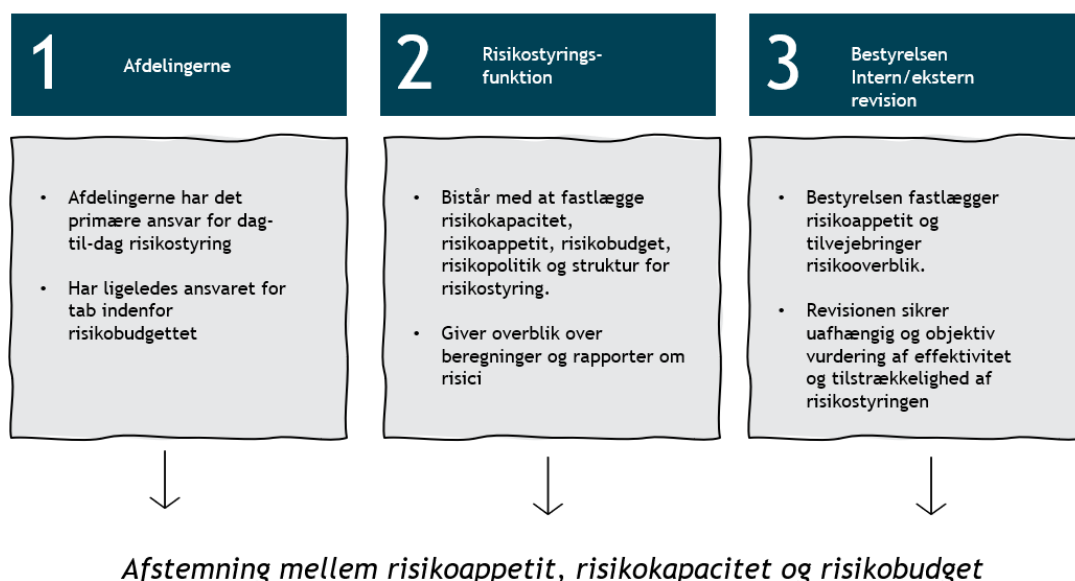 1
Afdelingerne
2
Risikostyrings-
funktion
3
Bestyrelsen
Intern/ekstern
revision
• Afdelingerne har det
primære ansvar for dag-
til-dag risikostyring
• Har ligeledes ansvaret for
tab indenfor
risikobudgettet
• Bistår med at fastlægge
risikokapacitet,
risikoappetit, risikobudget,
risikopolitik og struktur for
risikostyring.
• Giver overblik over
beregninger og rapporter om
risici
• Bestyrelsen fastlægger
risikoappetit og
tilvejebringer
risikooverblik.
• Revisionen sikrer
uafhængig og objektiv
vurdering af effektivitet
og tilstrækkelighed af
risikostyringen
Afstemning mellem risikoappetit, risikokapacitet og risikobudget